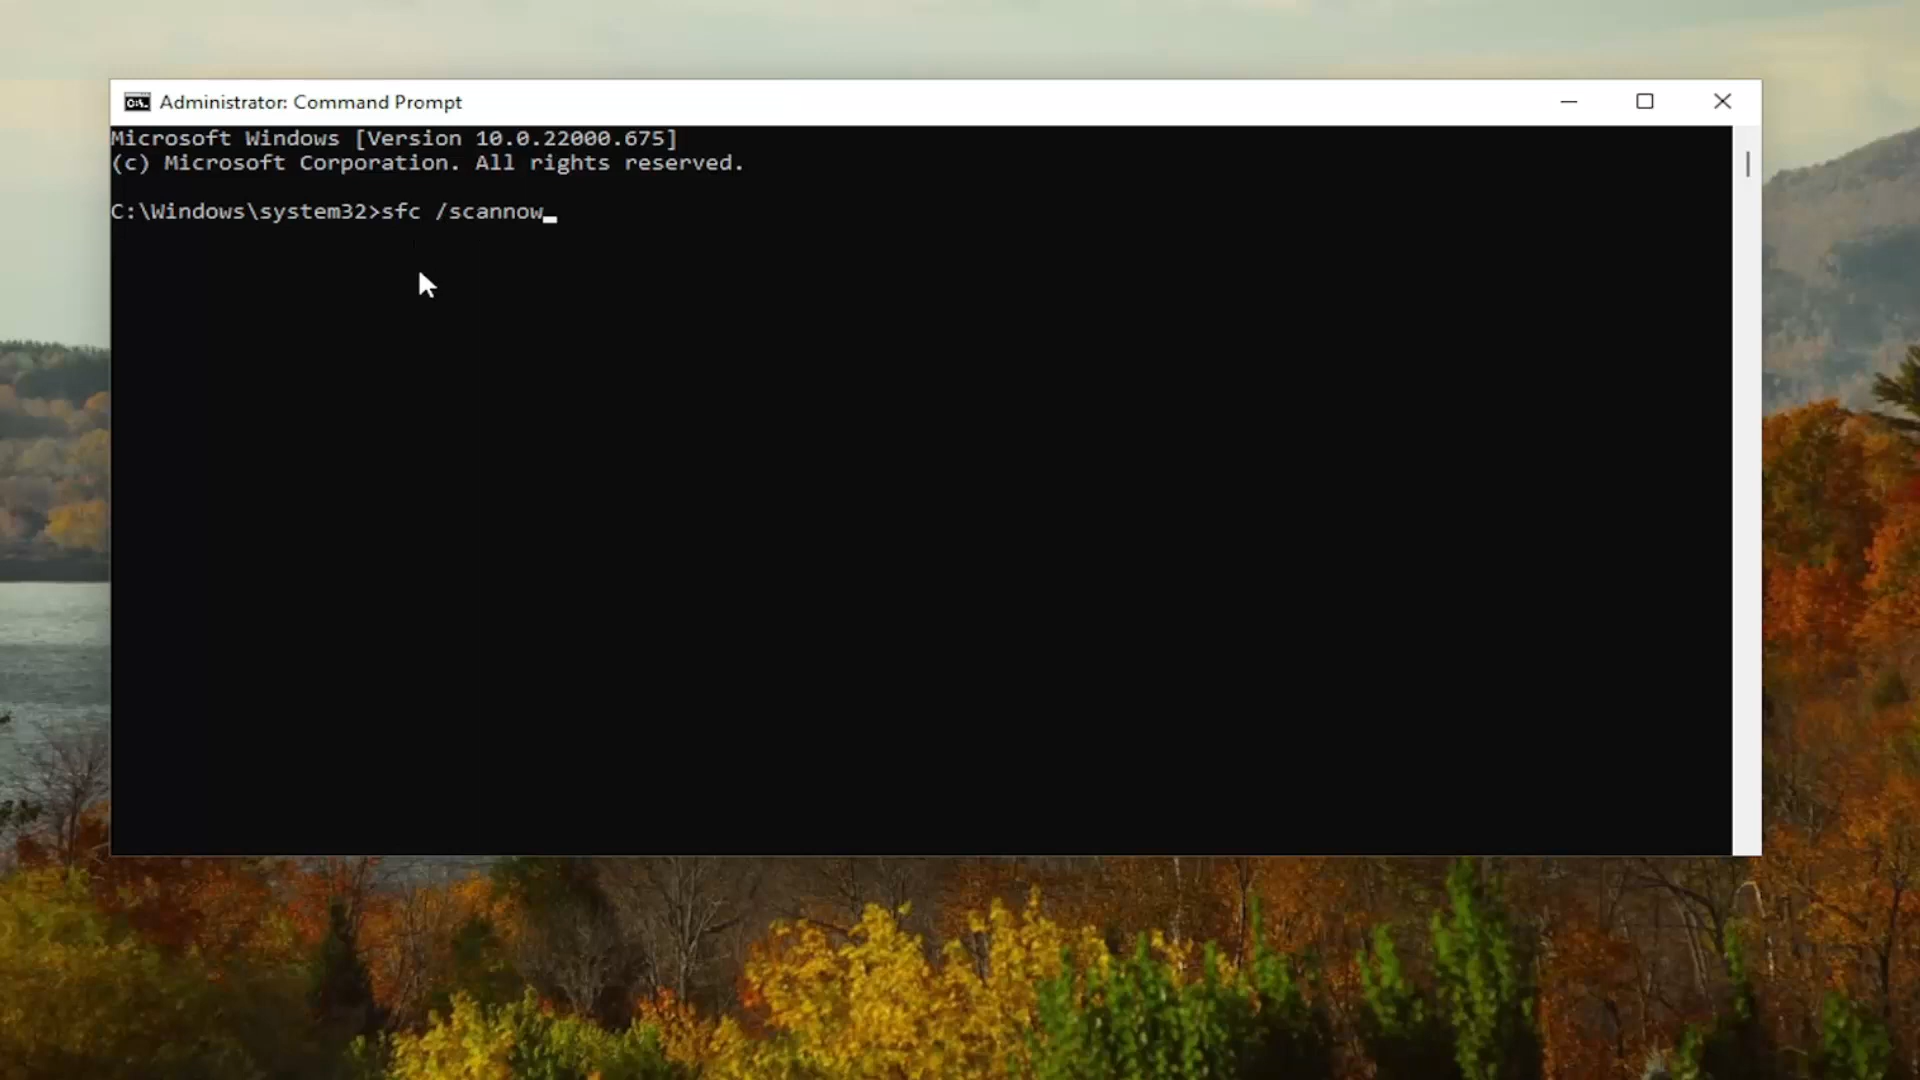 Administrator: Command Prompt
Microsoft Windows [Version 10.0.22000.675]
(c) Microsoft Corporation. All rights reserved.
C:\Windows\system32>sfc /scannow